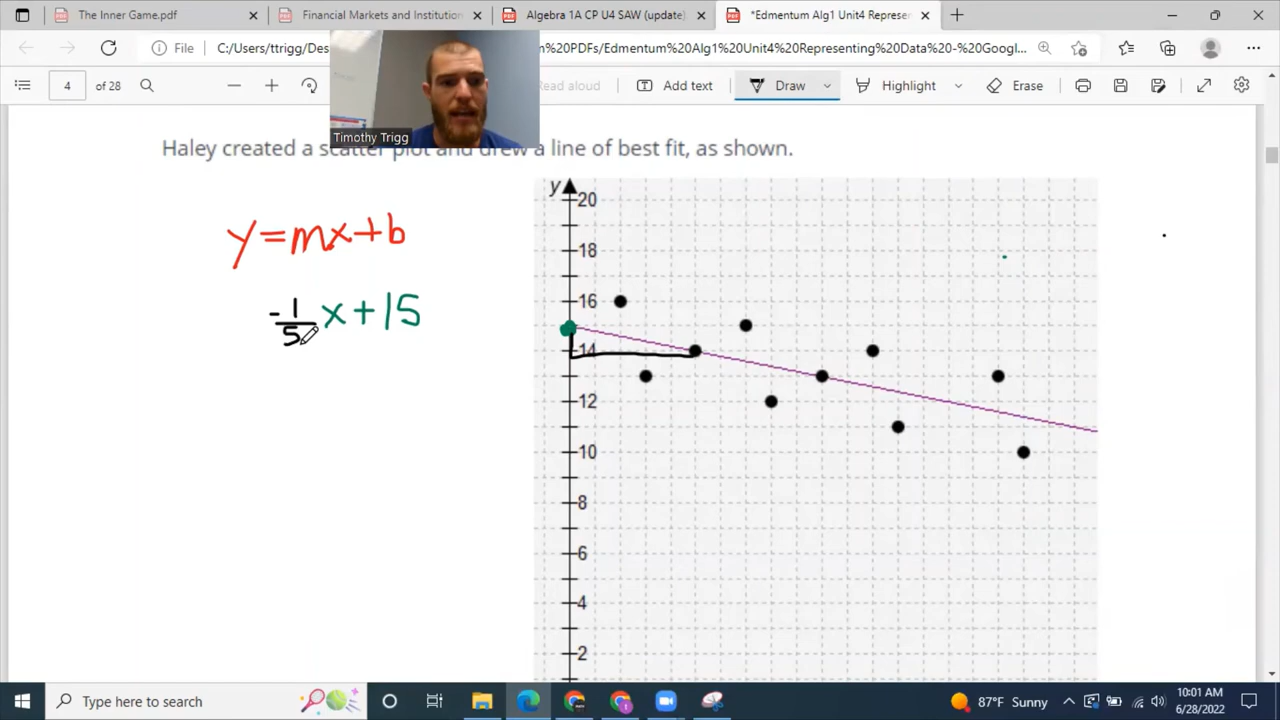 The Inner Game.pdf
Financial Markets and Institution
Algebra 1A CP U4 SAW (update)
*Edmentum Alg1 Unit4 Represe
File
C:/Users/ttrigg/Des
om%20PDFs/Edmentum%20Alg1%20Unit4%20Representing%20Data%20-%20Googl...
4 of 28
Read aloud
Add text
Draw
Highlight
Erase
Timothy Trigg
Haley created a scatter plot and drew a line of best fit, as shown.
y = mx + b
-1/5 x + 15
y
20
18
16
14
12
10
8
6
4
2
Type here to search
87°F Sunny
10:01 AM
6/28/2022